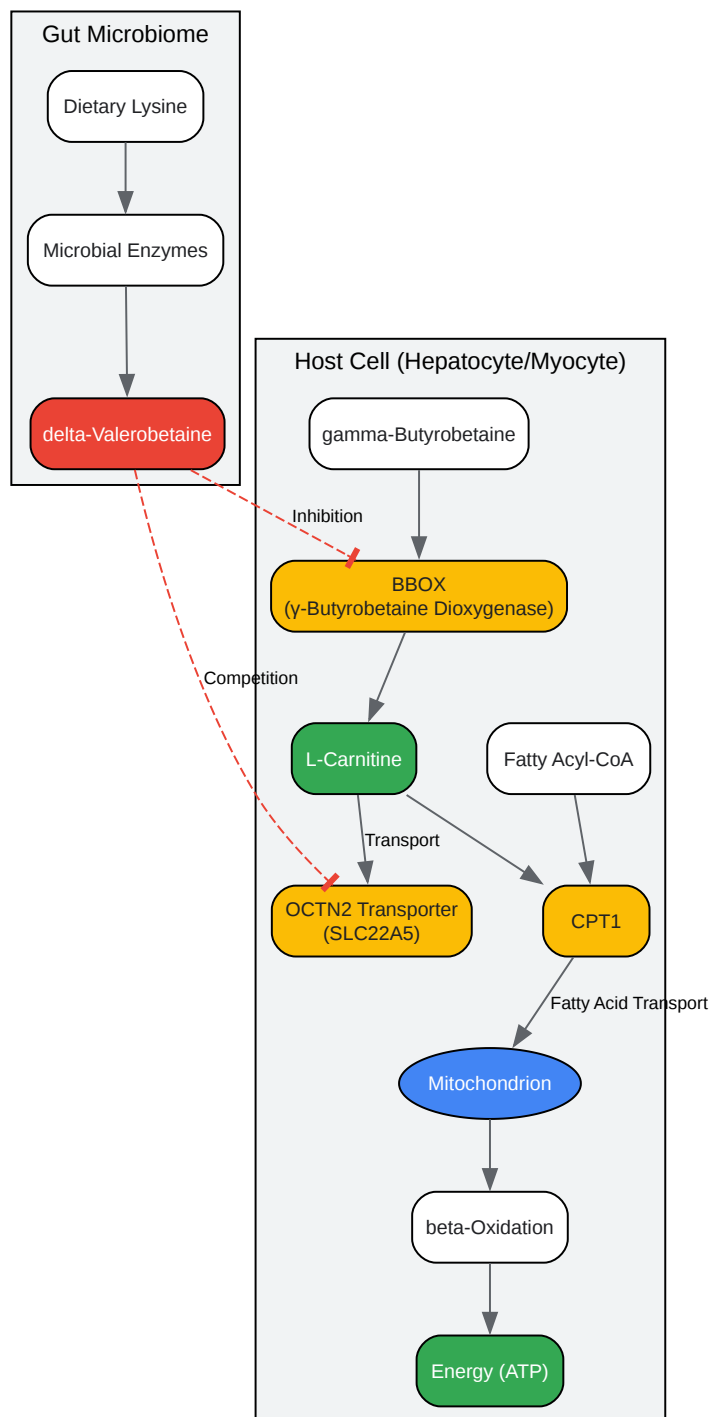 Gut Microbiome
Dietary Lysine
Microbial Enzymes
delta-Valerobetaine
Host Cell (Hepatocyte/Myocyte)
gamma-Butyrobetaine
Inhibition
BBOX
(γ-Butyrobetaine Dioxygenase)
Competition
L-Carnitine
Fatty Acyl-CoA
Transport
OCTN2 Transporter
(SLC22A5)
CPT1
Fatty Acid Transport
Mitochondrion
beta-Oxidation
Energy (ATP)